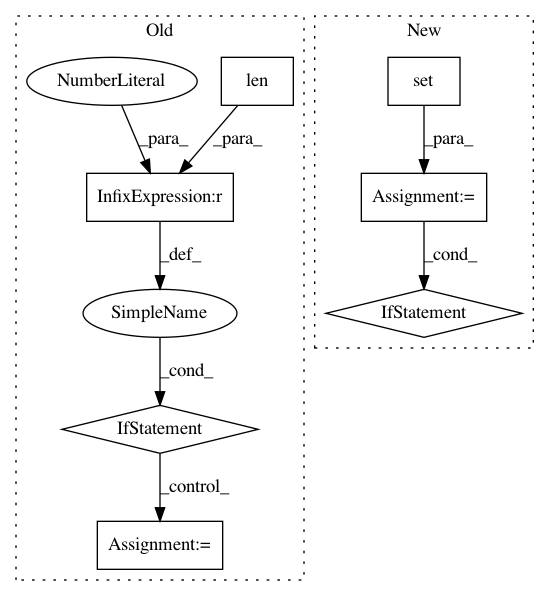 Old
New
NumberLiteral
len
set
_para_
_para_
_para_
InfixExpression:r
Assignment:=
_def_
_cond_
SimpleName
IfStatement
_cond_
IfStatement
_control_
Assignment:=